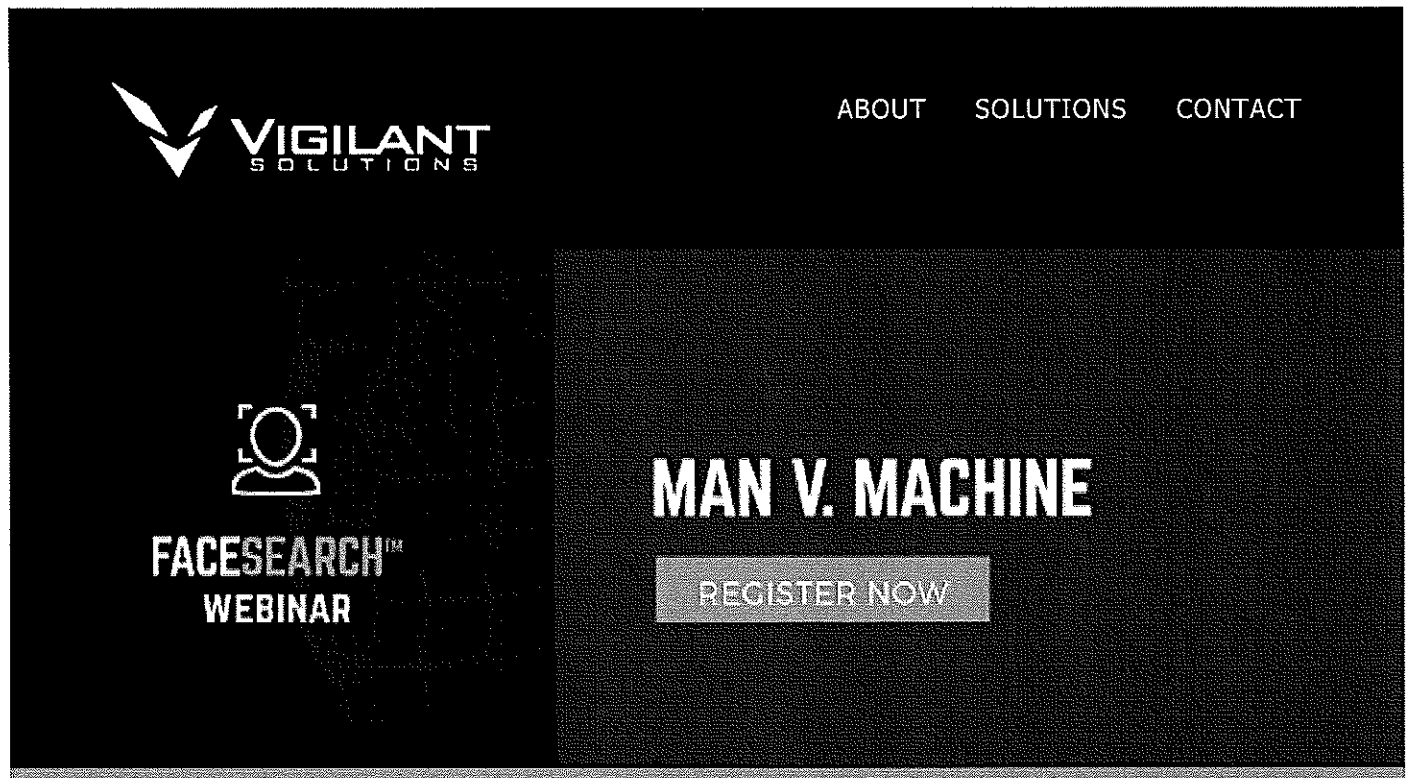 VIGILANT
SOLUTIONS
ABOUT SOLUTIONS CONTACT
FACESEARCH™
WEBINAR
MAN V. MACHINE
REGISTER NOW